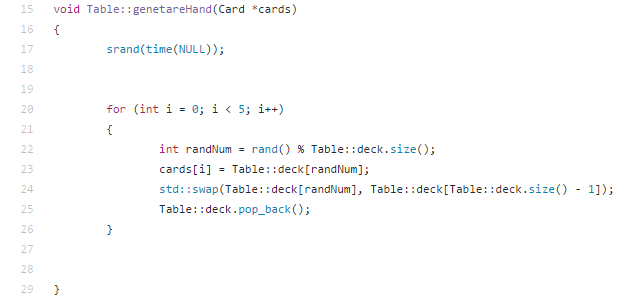 15 void Table::genetareHand(Card *cards)
16 {
17 srand(time(NULL));
18
19
20 for (int i = 0; i < 5; i++)
21 {
22 int randNum = rand() % Table::deck.size();
23 cards[i] = Table::deck[randNum];
24 std::swap(Table::deck[randNum], Table::deck[Table::deck.size() - 1]);
25 Table::deck.pop_back();
26 }
27
28
29 }